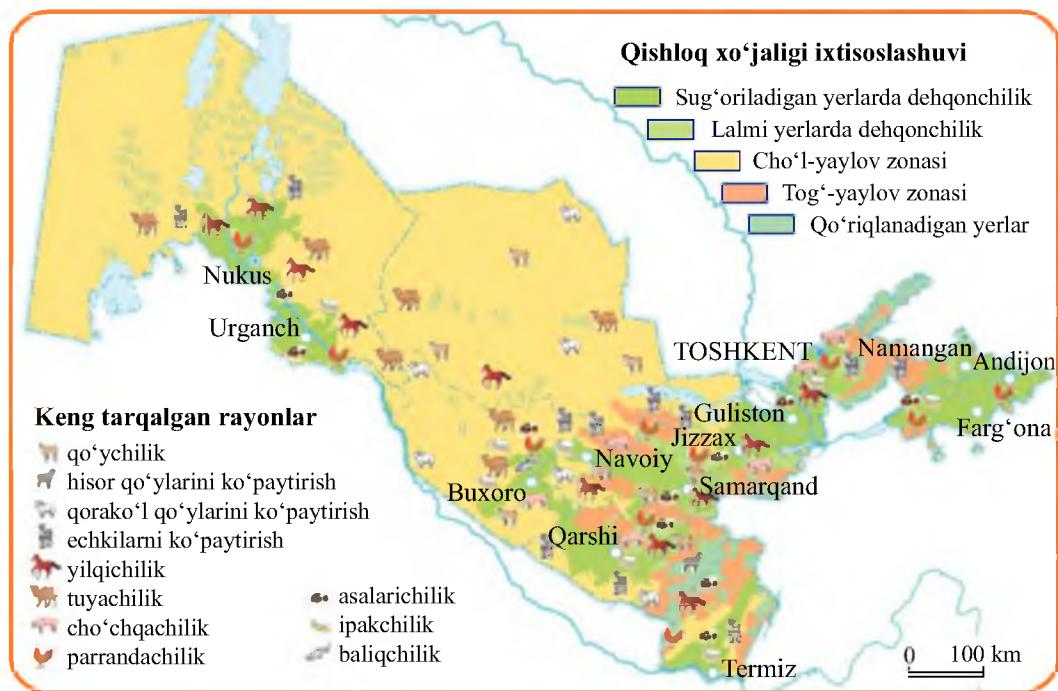 Qishloq xo‘jaligi ixtisoslashuvi
Sug‘oriladigan yerlarda dehqonchilik
Lalmi yerlarda dehqonchilik
Cho‘l-yaylov zonasi
Tog‘-yaylov zonasi
Qo‘riqlanadigan yerlar
Nukus
Urganch
TOSHKENT
Namangan
Andijon
Guliston
Farg‘ona
Jizzax
Navoiy
Samarqand
Buxoro
Qarshi
Termiz
Keng tarqalgan rayonlar
qo‘ychilik
hisor qo‘ylarini ko‘paytirish
qorako‘l qo‘ylarini ko‘paytirish
echkilarni ko‘paytirish
yilqichilik
tuyachilik
cho‘chqachilik
parrandachilik
asalarichilik
ipakchilik
baliqchilik
0 100 km